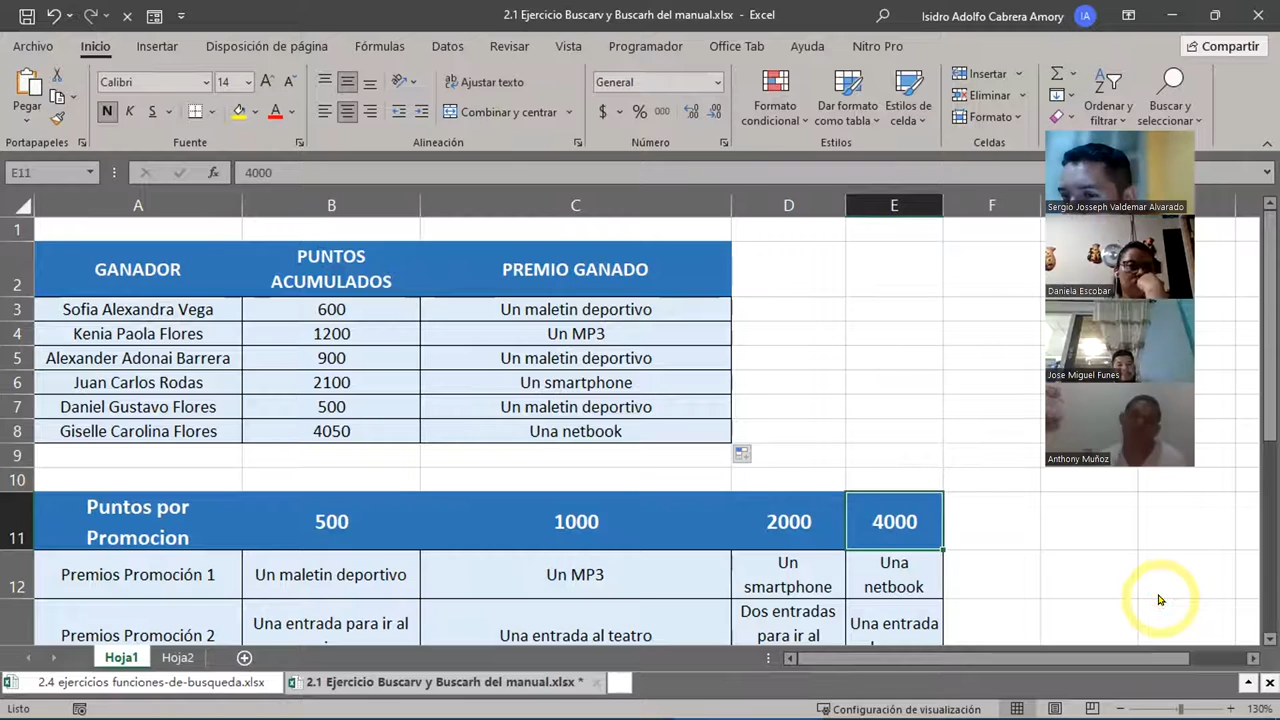 2.1 Ejercicio Buscarv y Buscarh del manual.xlsx - Excel
Isidro Adolfo Cabrera Amory
IA
Archivo Inicio Insertar Disposición de página Fórmulas Datos Revisar Vista Programador Office Tab Ayuda Nitro Pro
Compartir
Pegar
Calibri 14
N K S
Ajustar texto
Combinar y centrar
General
$ % 000
Formato condicional
Dar formato como tabla
Estilos de celda
Insertar
Eliminar
Formato
Ordenar y filtrar
Buscar y seleccionar
Portapapeles Fuente Alineación Número Estilos Celdas
E11 fx 4000
A B C D E F
1
2 GANADOR PUNTOS ACUMULADOS PREMIO GANADO
3 Sofia Alexandra Vega 600 Un maletin deportivo
4 Kenia Paola Flores 1200 Un MP3
5 Alexander Adonai Barrera 900 Un maletin deportivo
6 Juan Carlos Rodas 2100 Un smartphone
7 Daniel Gustavo Flores 500 Un maletin deportivo
8 Giselle Carolina Flores 4050 Una netbook
9
10
11 Puntos por Promocion 500 1000 2000 4000
12 Premios Promoción 1 Un maletin deportivo Un MP3 Un smartphone Una netbook
Premios Promoción 2 Una entrada para ir al Una entrada al teatro Dos entradas para ir al Una entrada
Sergio Josseph Valdemar Alvarado
Daniela Escobar
Jose Miguel Funes
Anthony Muñoz
Hoja1 Hoja2
2.4 ejercicios funciones-de-busqueda.xlsx
2.1 Ejercicio Buscarv y Buscarh del manual.xlsx *
Listo
Configuración de visualización
130%